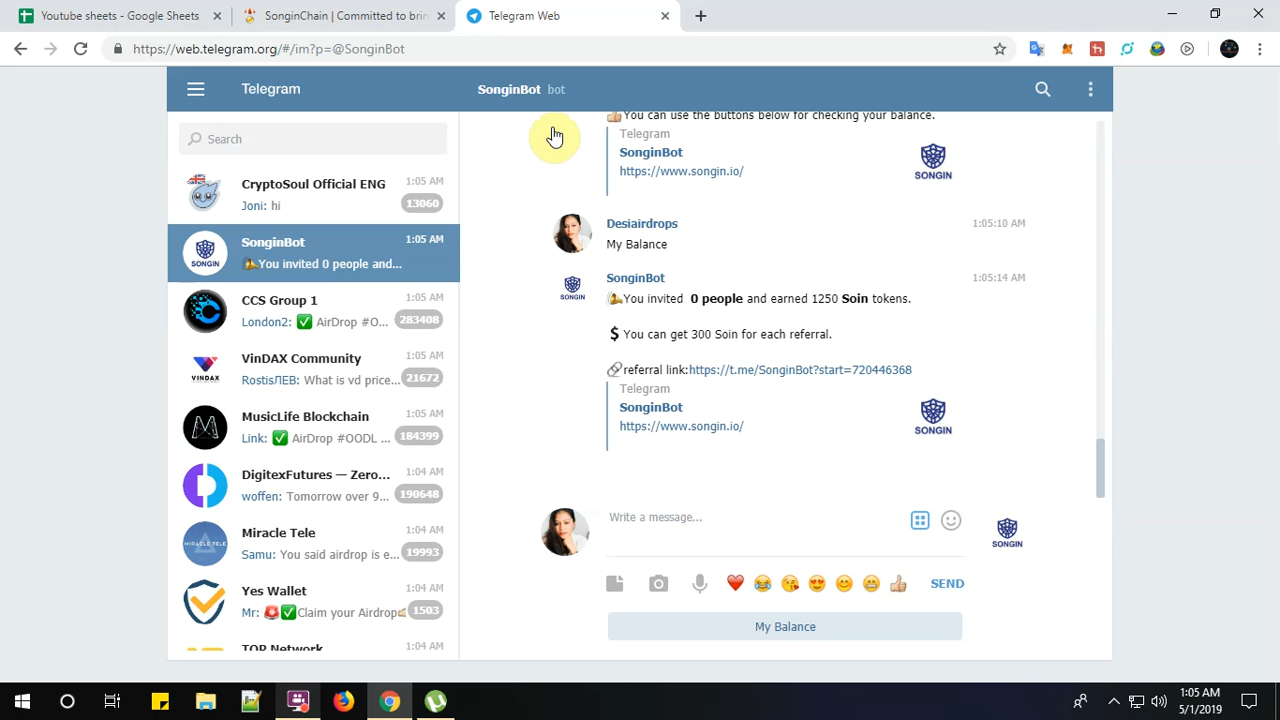 Youtube sheets - Google Sheets
SonginChain | Committed to brin
Telegram Web
https://web.telegram.org/#/im?p=@SonginBot
Telegram
SonginBot bot
Search
CryptoSoul Official ENG 1:05 AM
Joni: hi 13060
SonginBot 1:05 AM
You invited 0 people and...
CCS Group 1 1:05 AM
London2: ✅ AirDrop #O... 283408
VinDAX Community 1:05 AM
RostisЛЕВ: What is vd price... 21672
MusicLife Blockchain 1:05 AM
Link: ✅ AirDrop #OODL ... 184399
DigitexFutures — Zero... 1:04 AM
woffen: Tomorrow over 9... 190648
Miracle Tele 1:04 AM
Samu: You said airdrop is e... 19993
Yes Wallet 1:04 AM
Mr: 🚨✅Claim your Airdrop 1503
TOP Network 1:04 AM
👍You can use the buttons below for checking your balance.
Telegram
SonginBot
https://www.songin.io/
SONGIN
Desiairdrops 1:05:10 AM
My Balance
SonginBot 1:05:14 AM
You invited 0 people and earned 1250 Soin tokens.
$ You can get 300 Soin for each referral.
🔗referral link:https://t.me/SonginBot?start=720446368
Telegram
SonginBot
https://www.songin.io/
SONGIN
Write a message...
SONGIN
SEND
My Balance
1:05 AM
5/1/2019